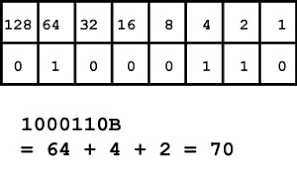 128 64 32 16 8 4 2 1
0 1 0 0 0 1 1 0
1000110B
= 64 + 4 + 2 = 70